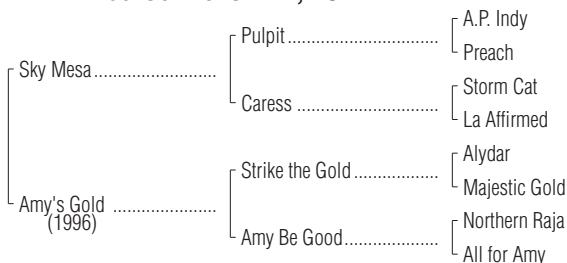 A.P. Indy
Pulpit
Preach
Sky Mesa
Storm Cat
Caress
La Affirmed
Alydar
Strike the Gold
Majestic Gold
Amy's Gold
(1996)
Northern Raja
Amy Be Good
All for Amy